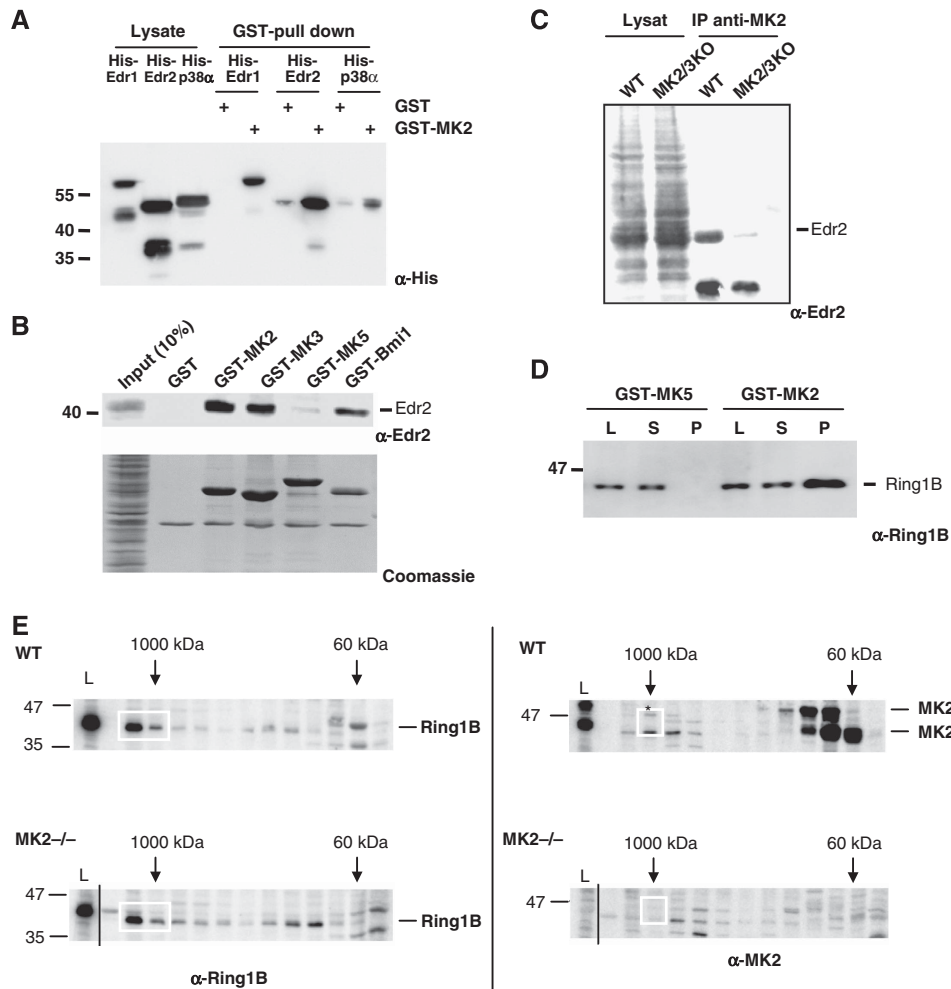 A
Lysate
GST-pull down
His-Edr1
His-Edr2
His-p38α
His-Edr1
His-Edr2
His-p38α
+ + + GST
+ + + GST-MK2
55
40
35
α-His
B
Input (10%)
GST
GST-MK2
GST-MK3
GST-MK5
GST-Bmi1
40
Edr2
α-Edr2
Coomassie
C
Lysat
IP anti-MK2
WT
MK2/3KO
WT
MK2/3KO
Edr2
α-Edr2
D
GST-MK5
GST-MK2
L S P L S P
47
Ring1B
α-Ring1B
E
WT
1000 kDa
60 kDa
L
47
35
Ring1B
MK2–/–
1000 kDa
60 kDa
L
47
35
Ring1B
α-Ring1B
WT
1000 kDa
60 kDa
L
*
47
MK2
MK2
MK2–/–
1000 kDa
60 kDa
L
47
α-MK2